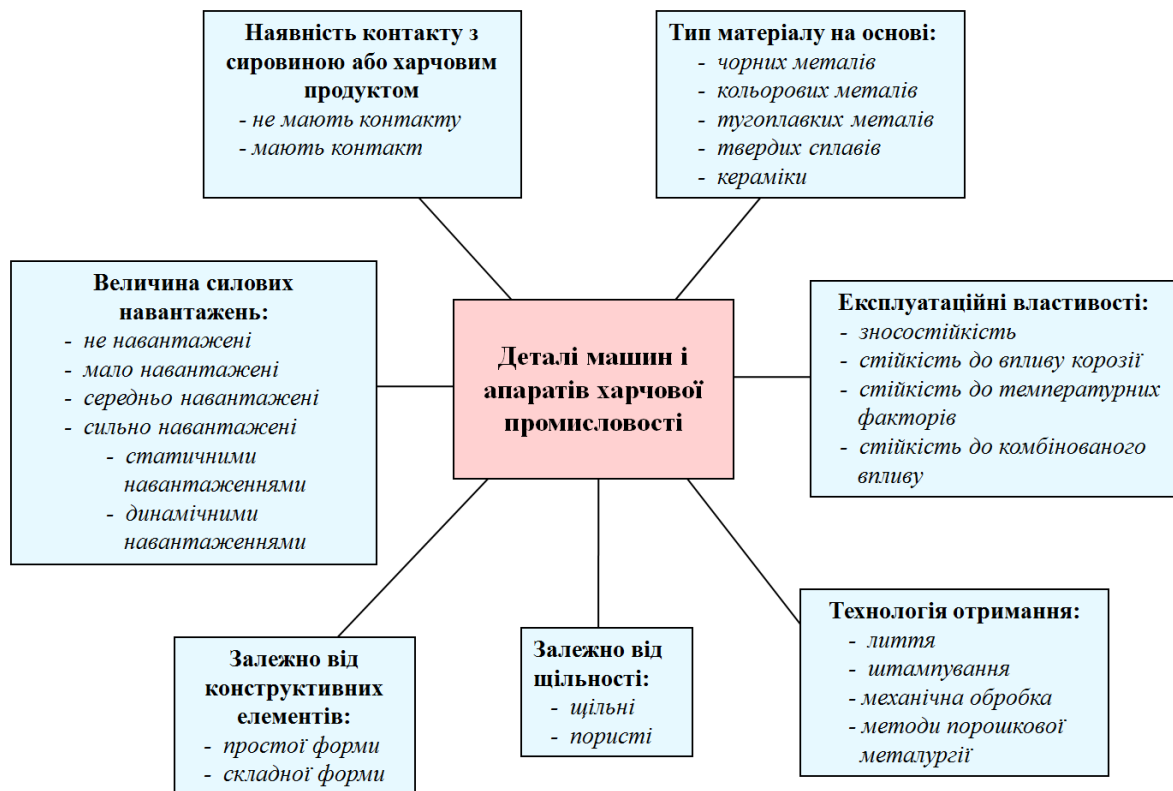 Наявність контакту з
сировиною або харчовим
продуктом
- не мають контакту
- мають контакт
Тип матеріалу на основі:
- чорних металів
- кольорових металів
- тугоплавких металів
- твердих сплавів
- кераміки
Величина силових
навантажень:
- не навантажені
- мало навантажені
- середньо навантажені
- сильно навантажені
- статичними
навантаженнями
- динамічними
навантаженнями
Деталі машин і
апаратів харчової
промисловості
Експлуатаційні властивості:
- зносостійкість
- стійкість до впливу корозії
- стійкість до температурних
факторів
- стійкість до комбінованого
впливу
Залежно від
конструктивних
елементів:
- простої форми
- складної форми
Залежно від
щільності:
- щільні
- пористі
Технологія отримання:
- лиття
- штампування
- механічна обробка
- методи порошкової
металургії